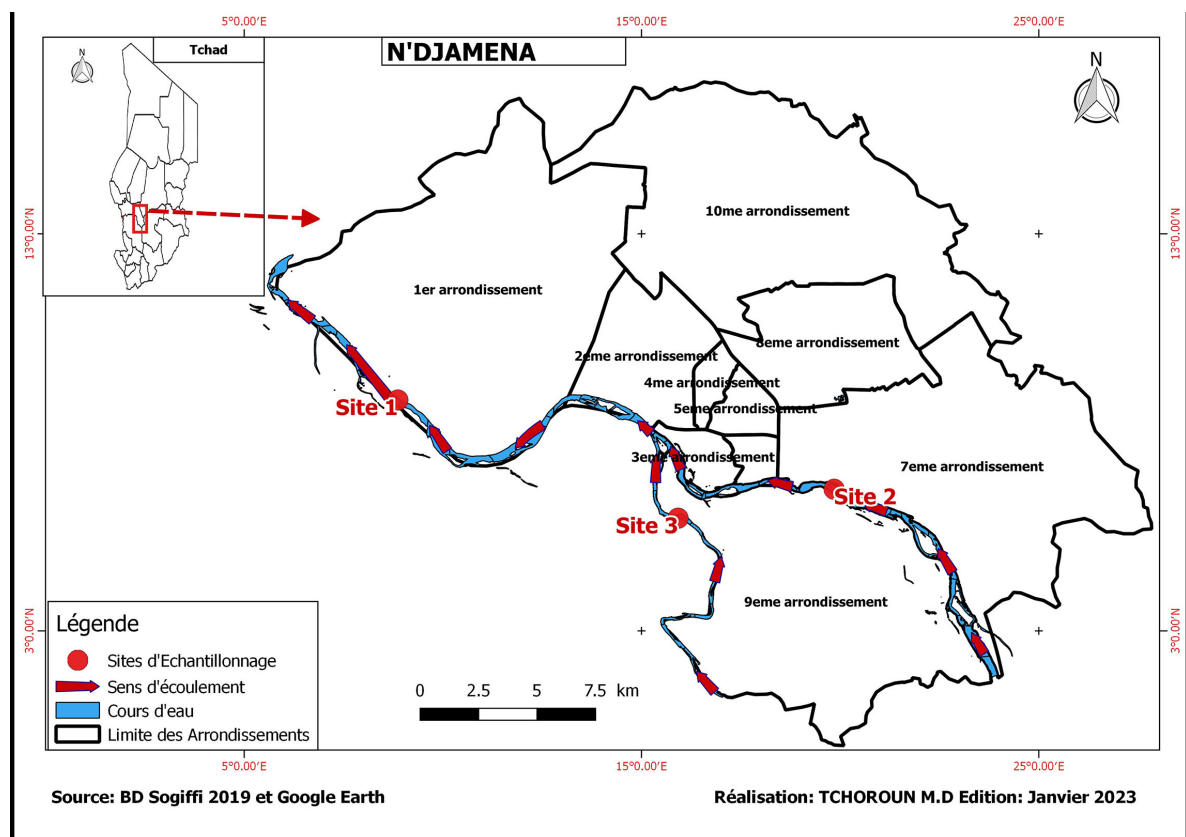 5°0.00'E 15°0.00'E 25°0.00'E
N'DJAMENA
Tchad
N
N
13°0.00'N
13°0.00'N
10me arrondissement
1er arrondissement
8eme arrondissement
2eme arrondissement
4me arrondissement
5eme arrondissement
Site 1
3eme arrondissement
7eme arrondissement
Site 2
Site 3
9eme arrondissement
3°0.00'N
3°0.00'N
Légende
Sites d'Echantillonnage
Sens d'écoulement
Cours d'eau
Limite des Arrondissements
0 2.5 5 7.5 km
5°0.00'E 15°0.00'E 25°0.00'E
Source: BD Sogiffi 2019 et Google Earth
Réalisation: TCHOROUN M.D Edition: Janvier 2023